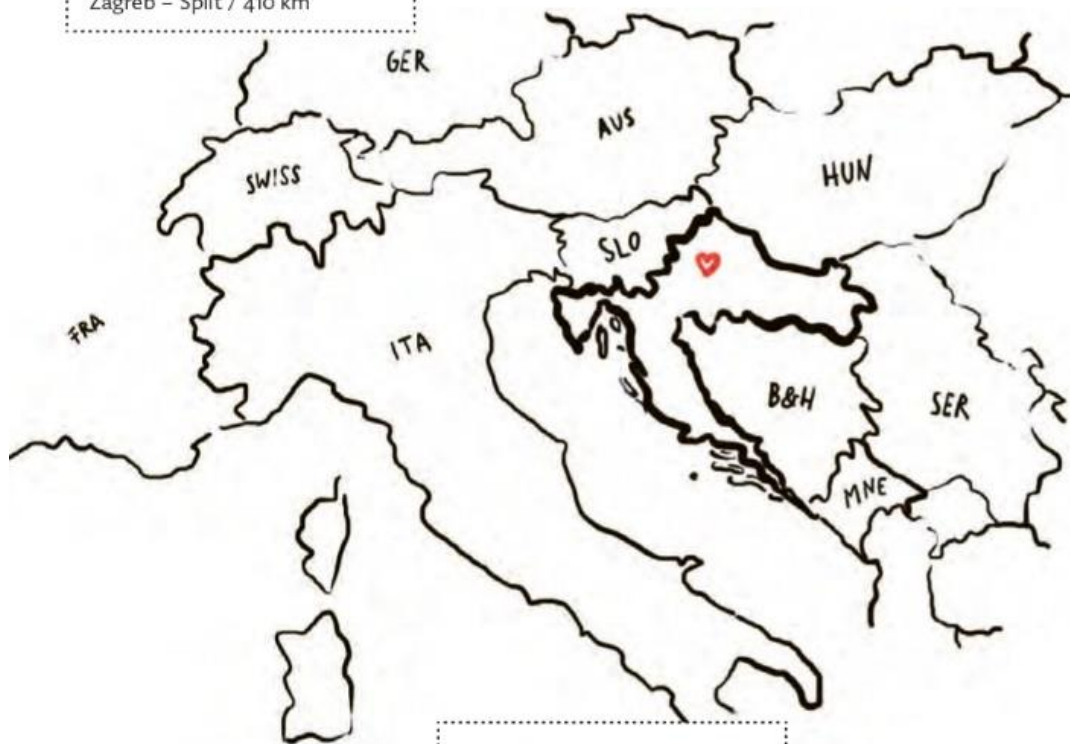 Zagreb – Split / 410 km
GER
AUS
SWISS
HUN
SLO
FRA
ITA
B&H
SER
MNE